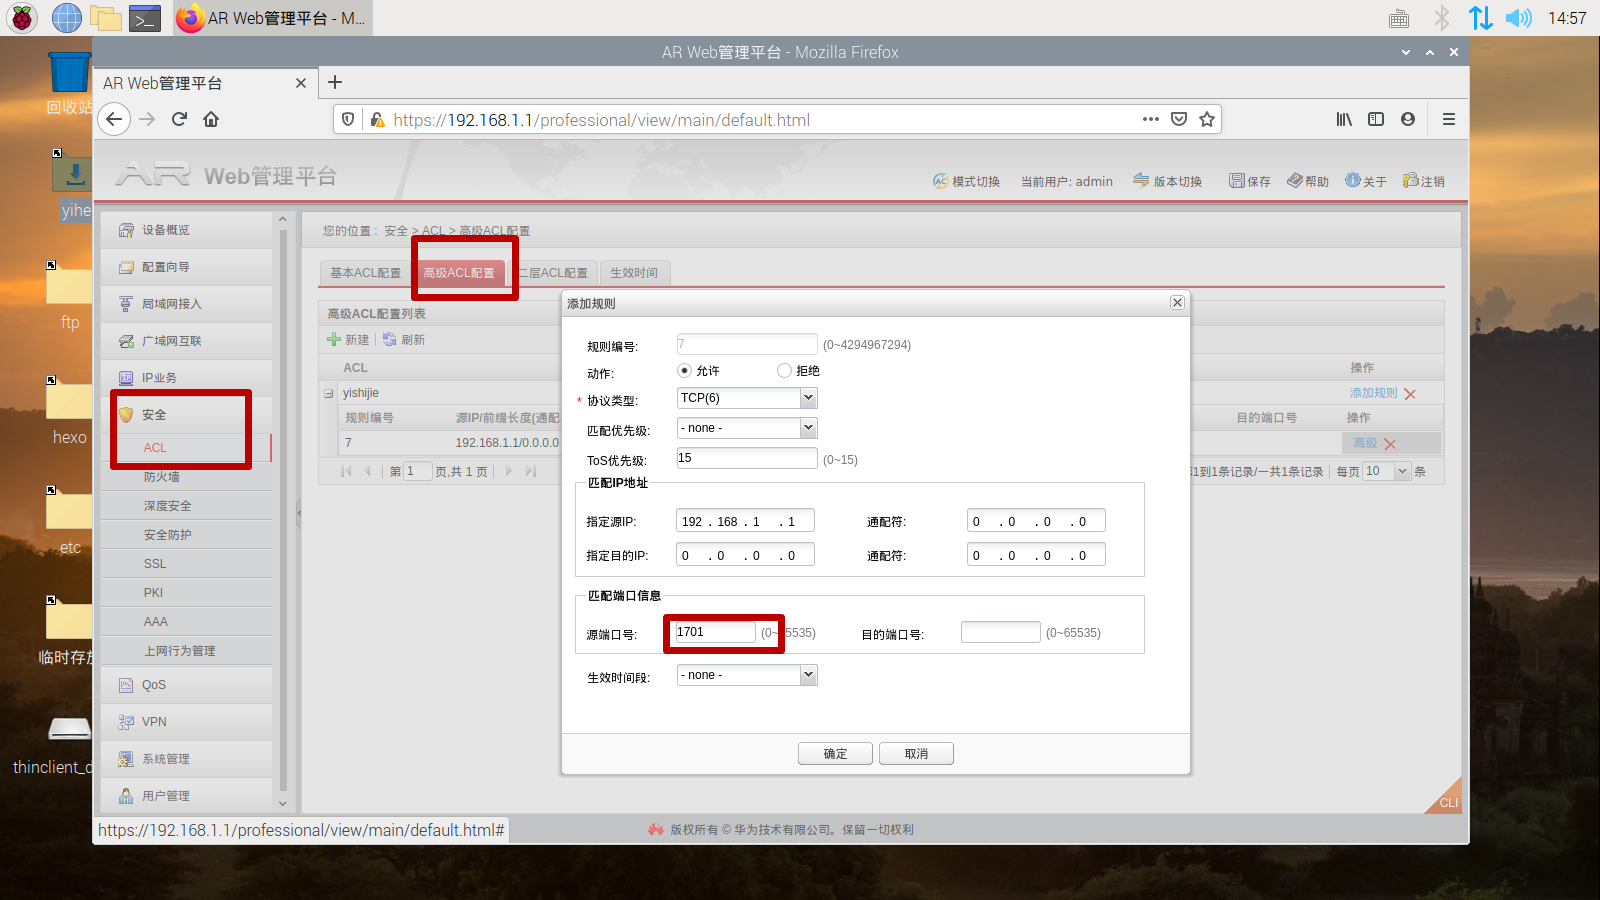 AR Web管理平台 - M...
14:57
AR Web管理平台 - Mozilla Firefox
AR Web管理平台
https://192.168.1.1/professional/view/main/default.html
AR Web管理平台
模式切换
当前用户: admin
版本切换
保存
帮助
关于
注销
回收站
yihe
ftp
hexo
etc
临时存放
thinclient_d
设备概览
配置向导
局域网接入
广域网互联
IP业务
安全
ACL
防火墙
深度安全
安全防护
SSL
PKI
AAA
上网行为管理
QoS
VPN
系统管理
用户管理
您的位置 : 安全 > ACL > 高级ACL配置
基本ACL配置
高级ACL配置
二层ACL配置
生效时间
高级ACL配置列表
新建
刷新
ACL
操作
yishijie
添加规则
规则编号
源IP/前缀长度(通配
目的端口号
操作
7
192.168.1.1/0.0.0.0
高级
第 1 页,共 1 页
1到1条记录/一共1条记录
每页 10 条
添加规则
规则编号:
7
(0~4294967294)
动作:
允许
拒绝
* 协议类型:
TCP(6)
匹配优先级:
- none -
ToS优先级:
15
(0~15)
匹配IP地址
指定源IP:
192 . 168 . 1 . 1
通配符:
0 . 0 . 0 . 0
指定目的IP:
0 . 0 . 0 . 0
通配符:
0 . 0 . 0 . 0
匹配端口信息
源端口号:
1701
(0~65535)
目的端口号:
(0~65535)
生效时间段:
- none -
确定
取消
CLI
https://192.168.1.1/professional/view/main/default.html#
版权所有 © 华为技术有限公司。保留一切权利